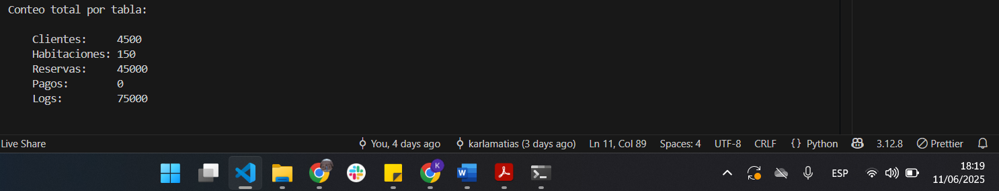 Conteo total por tabla:
Clientes: 4500
Habitaciones: 150
Reservas: 45000
Pagos: 0
Logs: 75000
Live Share You, 4 days ago karlamatias (3 days ago) Ln 11, Col 89 Spaces: 4 UTF-8 CRLF {} Python 3.12.8 Prettier
K W ESP 18:19
11/06/2025